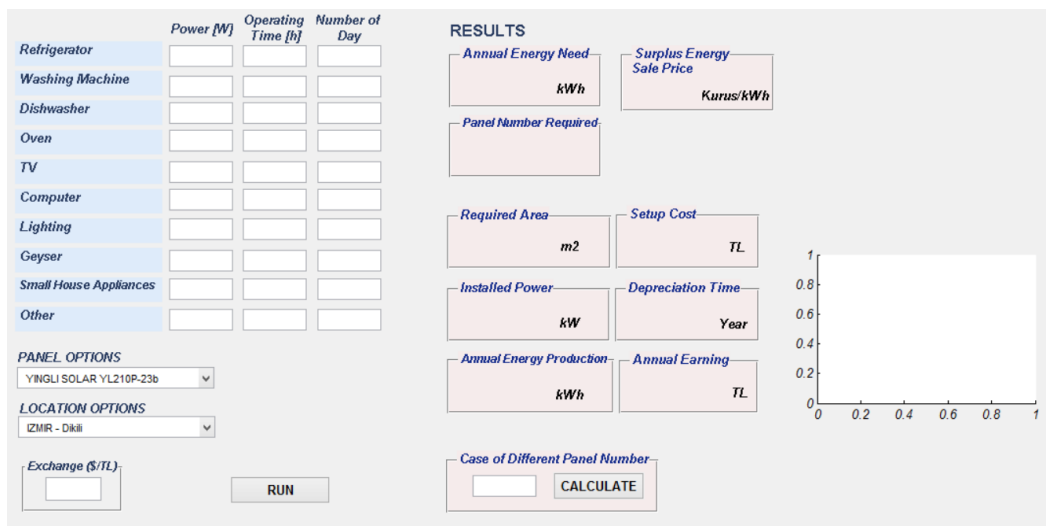 Power [W]
Operating Time [h]
Number of Day
Refrigerator
Washing Machine
Dishwasher
Oven
TV
Computer
Lighting
Geyser
Small House Appliances
Other
PANEL OPTIONS
YINGLI SOLAR YL210P-23b
LOCATION OPTIONS
IZMIR - Dikili
Exchange ($/TL)
RUN
RESULTS
Annual Energy Need
kWh
Surplus Energy
Sale Price
Kurus/kWh
Panel Number Required
Required Area
m2
Setup Cost
TL
Installed Power
kW
Depreciation Time
Year
Annual Energy Production
kWh
Annual Earning
TL
Case of Different Panel Number
CALCULATE
1
0.8
0.6
0.4
0.2
0
0 0.2 0.4 0.6 0.8 1